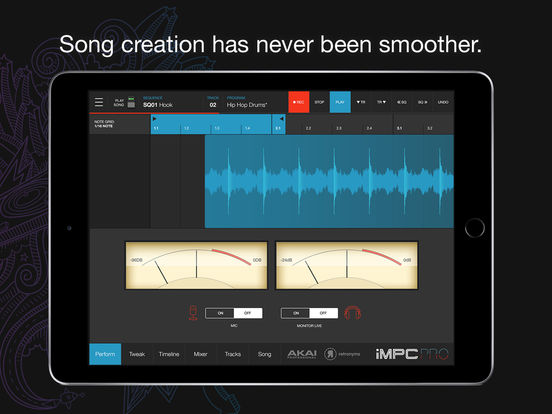 Song creation has never been smoother.
PLAY SONG
SEQUENCE
SQ01 Hook
TRACK
02
PROGRAM
Hip Hop Drums*
REC
STOP
PLAY
TR
TR
SQ
SQ
UNDO
NOTE GRID:
1/16 NOTE
1.1
1.2
1.3
1.4
2.1
2.2
2.3
2.4
3.1
3.2
-96DB
0DB
-24dB
0dB
ON
OFF
MIC
ON
OFF
MONITOR LIVE
Perform
Tweak
Timeline
Mixer
Tracks
Song
AKAI
PROFESSIONAL
retronyms
iMPC PRO